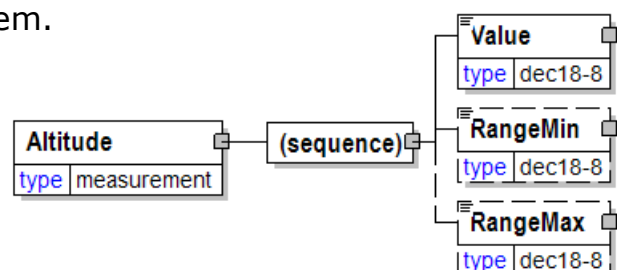 em.
Value
type dec18-8
RangeMin
type dec18-8
Altitude
type measurement
(sequence)
RangeMax
type dec18-8